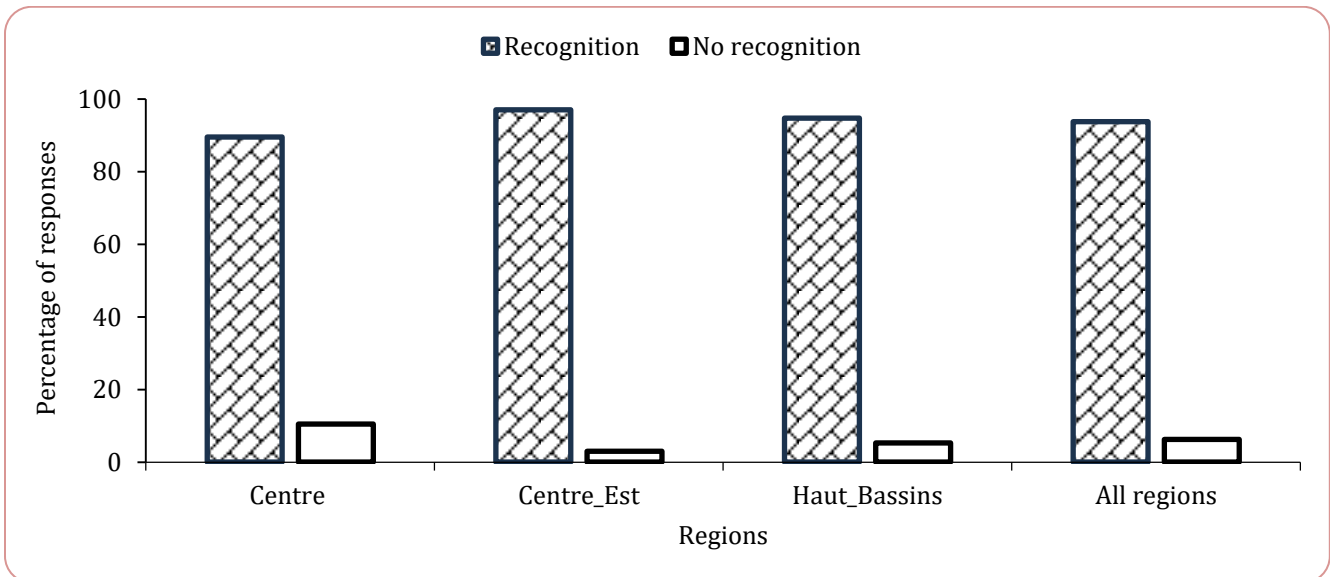 Recognition No recognition
Percentage of responses
100
80
60
40
20
0
Centre Centre_Est Haut_Bassins All regions
Regions